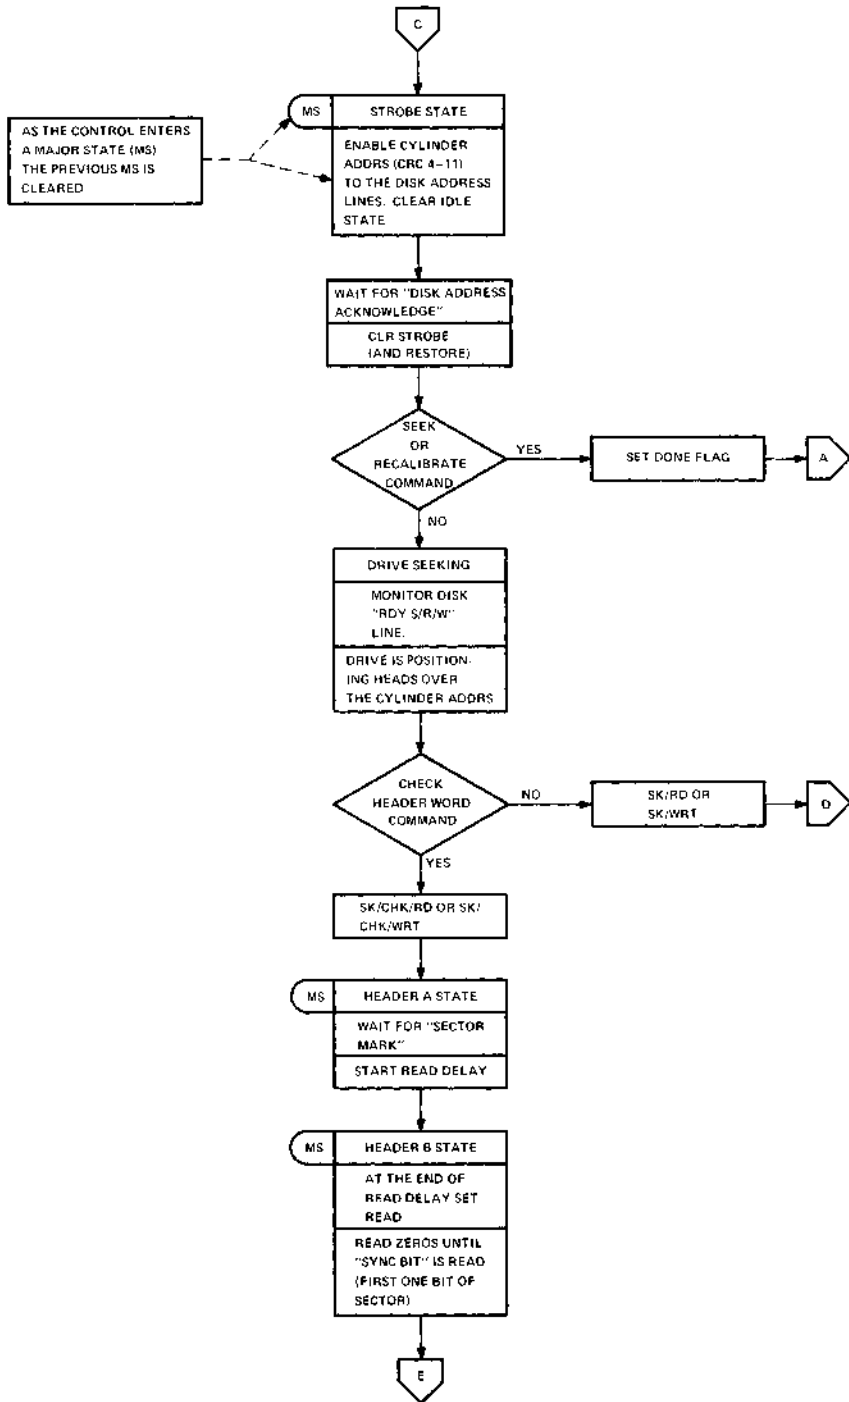 C
MS
STROBE STATE
AS THE CONTROL ENTERS
A MAJOR STATE (MS)
THE PREVIOUS MS IS
CLEARED
ENABLE CYLINDER
ADDRS (CRC 4-11)
TO THE DISK ADDRESS
LINES. CLEAR IDLE
STATE
WAIT FOR "DISK ADDRESS
ACKNOWLEDGE"
CLR STROBE
(AND RESTORE)
SEEK
OR
RECALIBRATE
COMMAND
YES
SET DONE FLAG
A
NO
DRIVE SEEKING
MONITOR DISK
"RDY S/R/W"
LINE.
DRIVE IS POSITION-
ING HEADS OVER
THE CYLINDER ADDRS
CHECK
HEADER WORD
COMMAND
NO
SK/RD OR
SK/WRT
D
YES
SK/CHK/RD OR SK/
CHK/WRT
MS
HEADER A STATE
WAIT FOR "SECTOR
MARK"
START READ DELAY
MS
HEADER B STATE
AT THE END OF
READ DELAY SET
READ
READ ZEROS UNTIL
"SYNC BIT" IS READ
(FIRST ONE BIT OF
SECTOR)
E